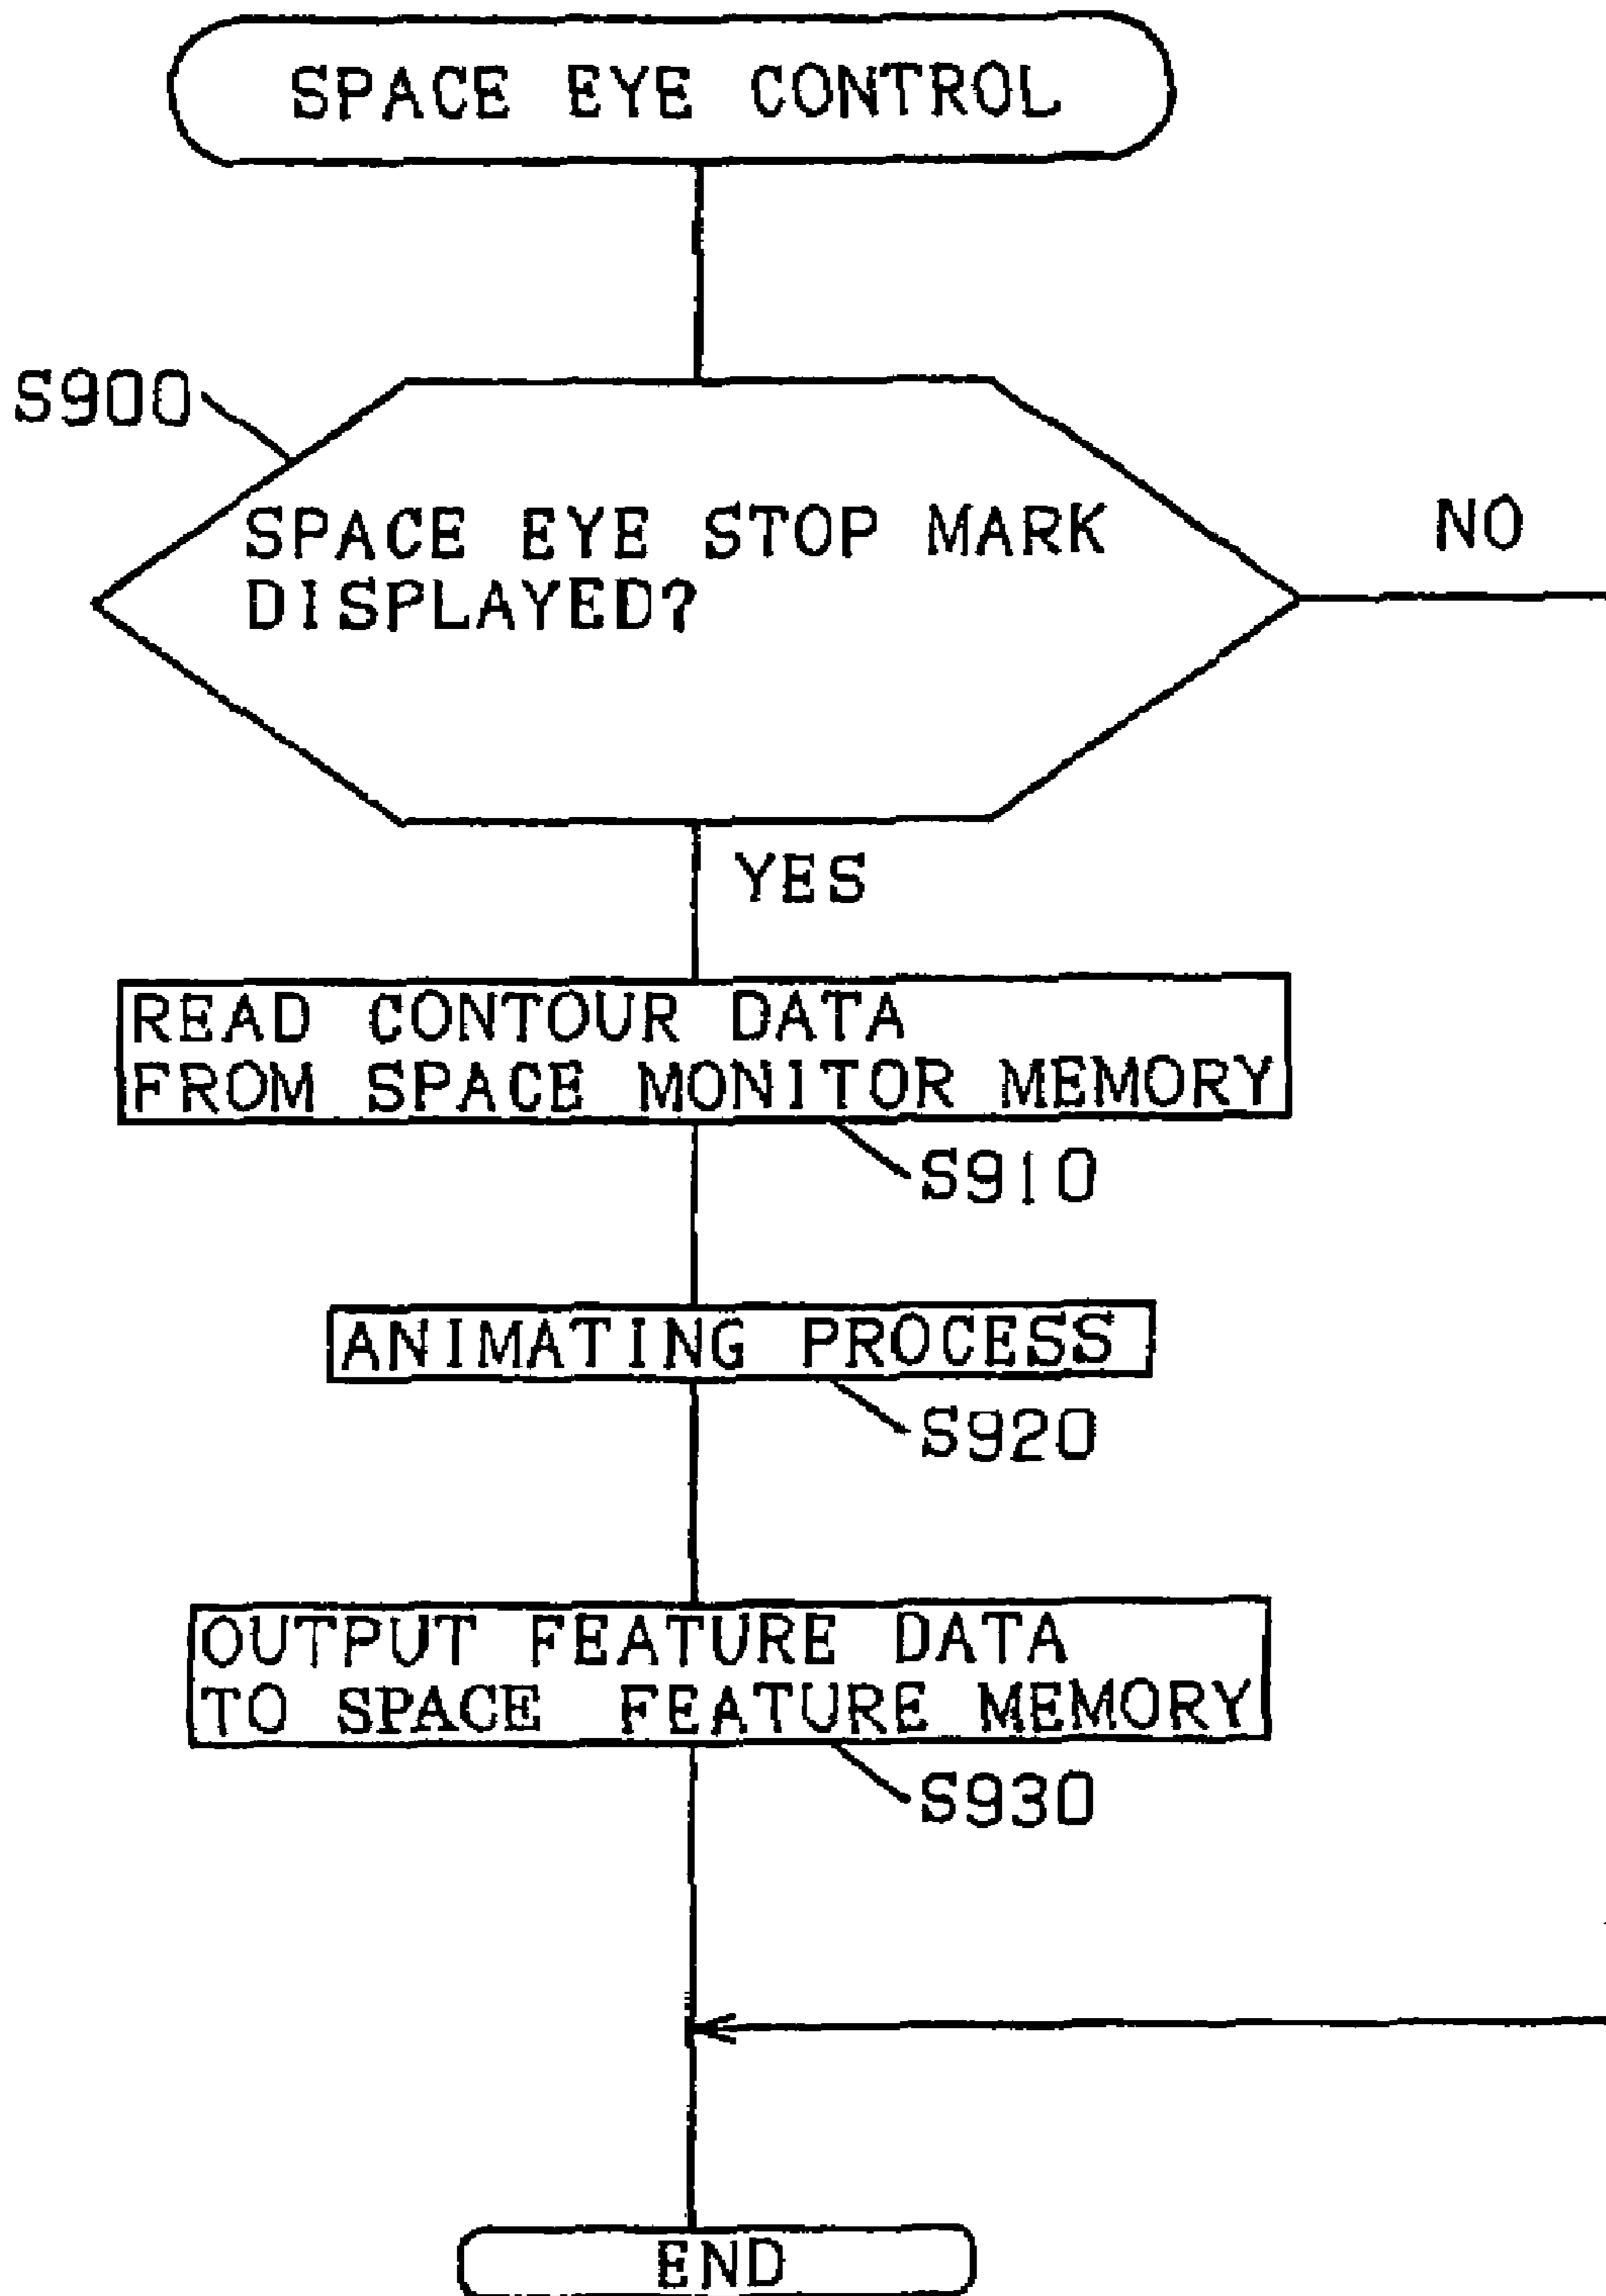 SPACE EYE CONTROL
S900
SPACE EYE STOP MARK
DISPLAYED?
NO
YES
READ CONTOUR DATA
FROM SPACE MONITOR MEMORY
S910
ANIMATING PROCESS
S920
OUTPUT FEATURE DATA
TO SPACE FEATURE MEMORY
S930
END